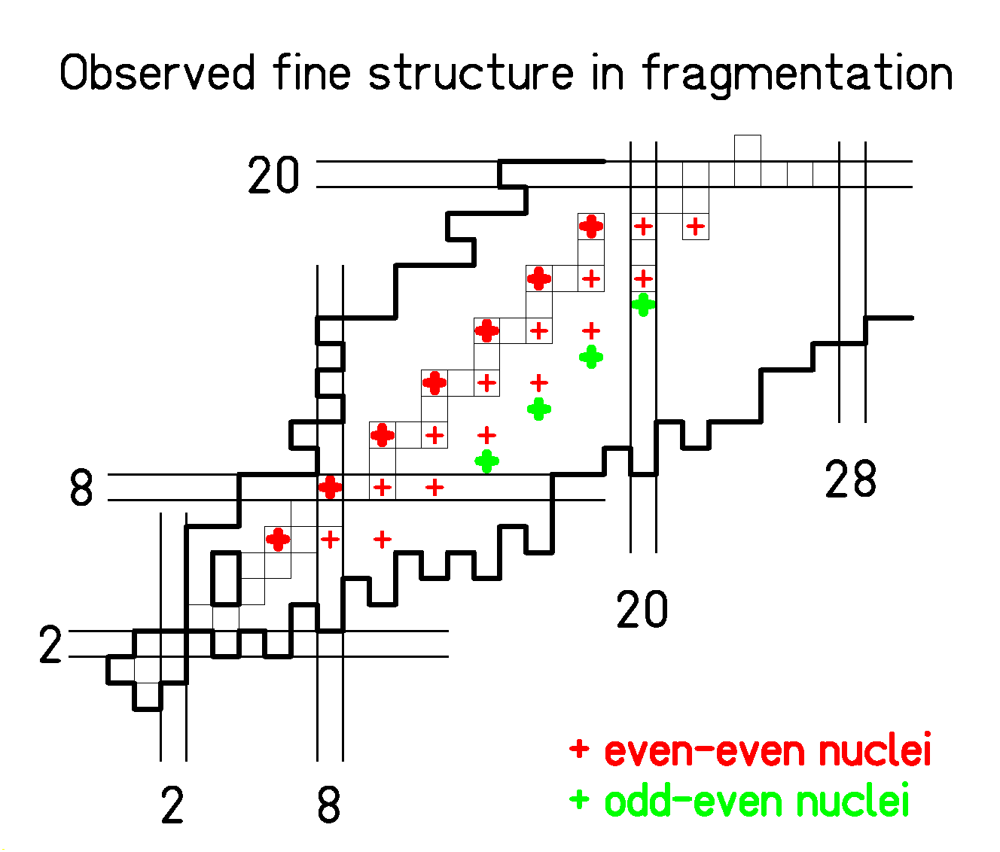 Observed fine structure in fragmentation
20
8
28
20
2
2
8
+ even-even nuclei
+ odd-even nuclei